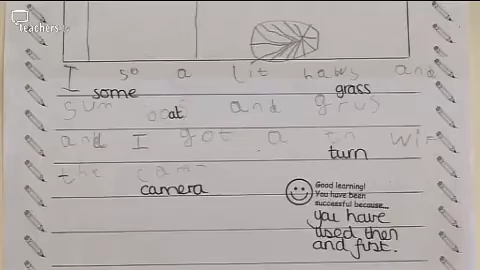 Teachers
I so a lit haws and
some grass
sum oat and grus
and I got a tn wif
turn
the cam
camera
Good learning!
You have been
successful because...
you have
used then
and first.